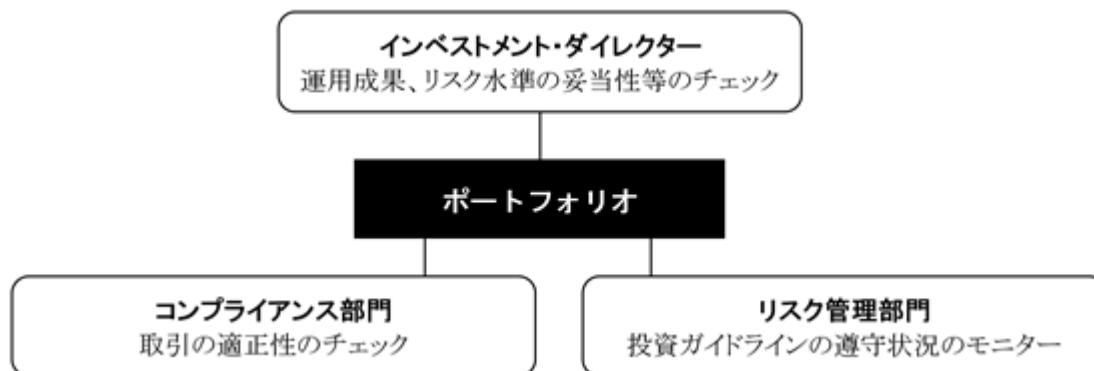 インベストメント・ダイレクター
運用成果、リスク水準の妥当性等のチェック
ポートフォリオ
コンプライアンス部門
取引の適正性のチェック
リスク管理部門
投資ガイドラインの遵守状況のモニター